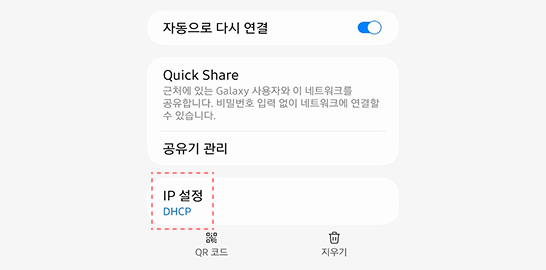 자동으로 다시 연결
Quick Share
근처에 있는 Galaxy 사용자와 이 네트워크를
공유합니다. 비밀번호 입력 없이 네트워크에 연결할
수 있습니다.
공유기 관리
IP 설정
DHCP
QR 코드
지우기